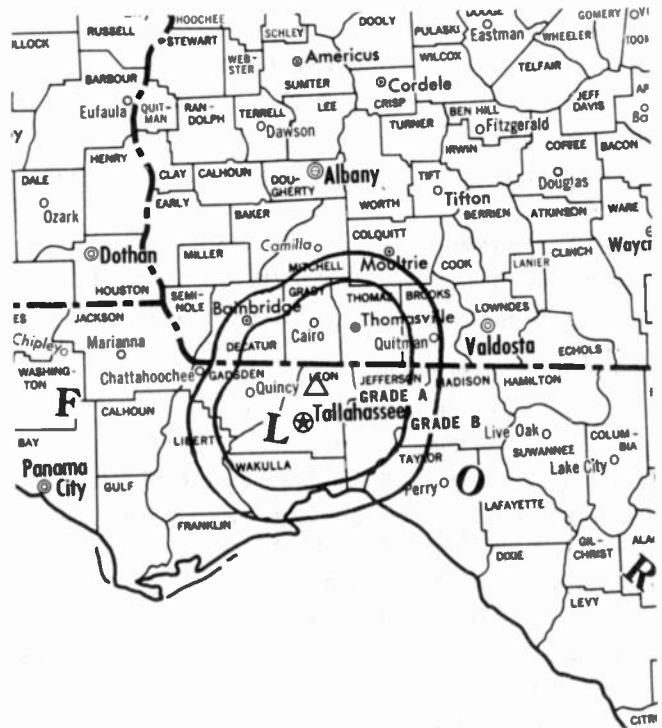 HOOCHEE
DOOLY
DODGE
GOMERY
RUSSELL
STEWART
SCHLEY
PULASKI
Eastman
WHEELER
WEB-
STER
Americus
WILCOX
TELFAIR
BARBOUR
SUMTER
Cordele
CRISP
Eufaula
QUIT-
MAN
RAN-
DOLPH
TERRELL
LEE
Dawson
TURNER
BEN HILL
Fitzgerald
JEFF
DAVIS
IRWIN
HENRY
CLAY
CALHOUN
DOU-
GHERTY
Albany
TIFT
Tifton
COFFEE
BACON
Douglas
DALE
Ozark
EARLY
BAKER
WORTH
BERRIEN
ATKINSON
WARE
Dothan
MILLER
Camilla
MITCHELL
COLQUITT
Moultrie
COOK
LANIER
CLINCH
HOUSTON
SEMI-
NOLE
Bainbridge
GRADY
THOMAS
BROOKS
LOWNDES
ES
JACKSON
Chipley
Marianna
DECATUR
Cairo
Thomasville
Quitman
Valdosta
ECHOLS
WASHING-
TON
Chattahoochee
GADSDEN
Quincy
LEON
JEFFERSON
MADISON
HAMILTON
F
CALHOUN
L
Tallahassee
GRADE A
GRADE B
BAY
LIBERTY
Live Oak
SUWANNEE
COLUM-
BIA
Lake City
Panama
City
GULF
WAKULLA
TAYLOR
Perry
O
LAFAYETTE
FRANKLIN
DIXIE
GIL-
CHRIST
R
LEVY